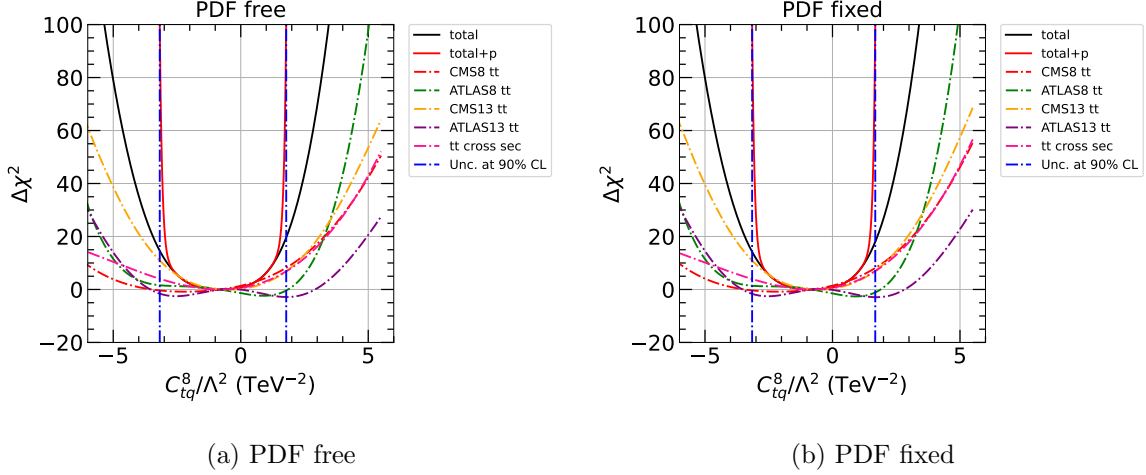 PDF free
100
80
60
40
20
0
−20
Δχ²
−5
0
5
C⁸tq/Λ² (TeV⁻²)
total
total+p
CMS8 tt
ATLAS8 tt
CMS13 tt
ATLAS13 tt
tt cross sec
Unc. at 90% CL
(a) PDF free
PDF fixed
100
80
60
40
20
0
−20
Δχ²
−5
0
5
C⁸tq/Λ² (TeV⁻²)
total
total+p
CMS8 tt
ATLAS8 tt
CMS13 tt
ATLAS13 tt
tt cross sec
Unc. at 90% CL
(b) PDF fixed